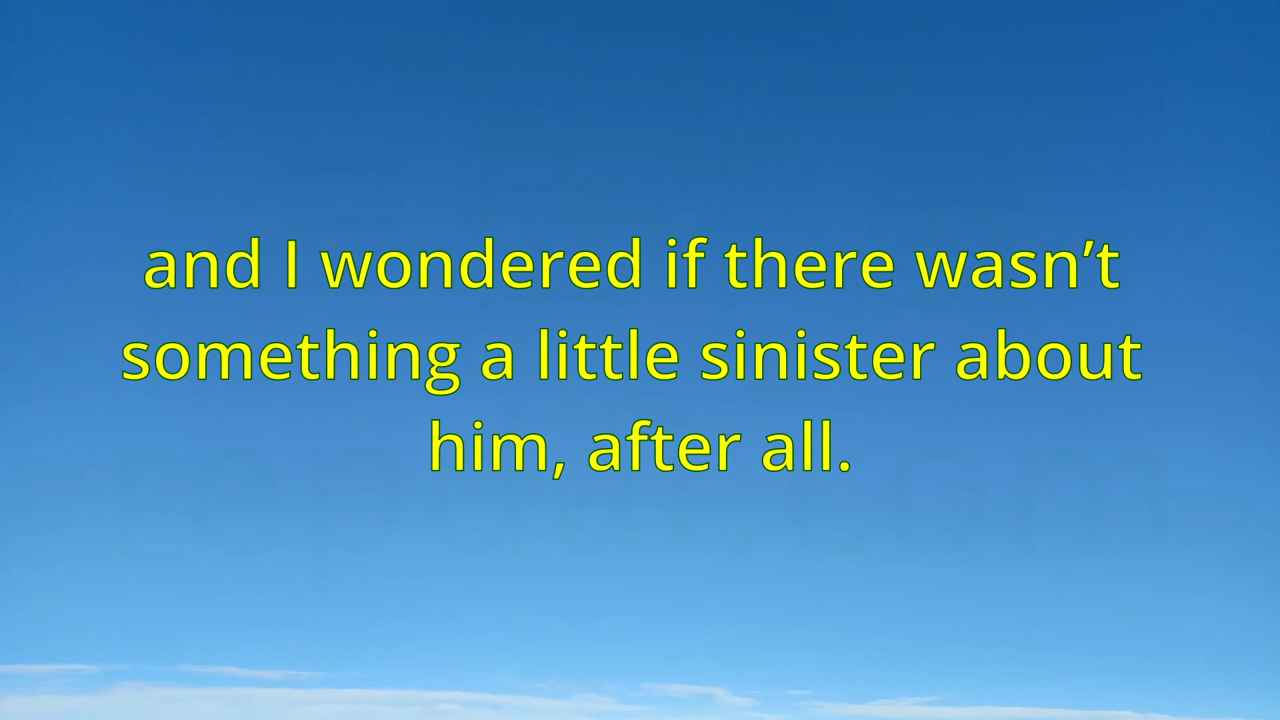 and I wondered if there wasn’t
something a little sinister about
him, after all.